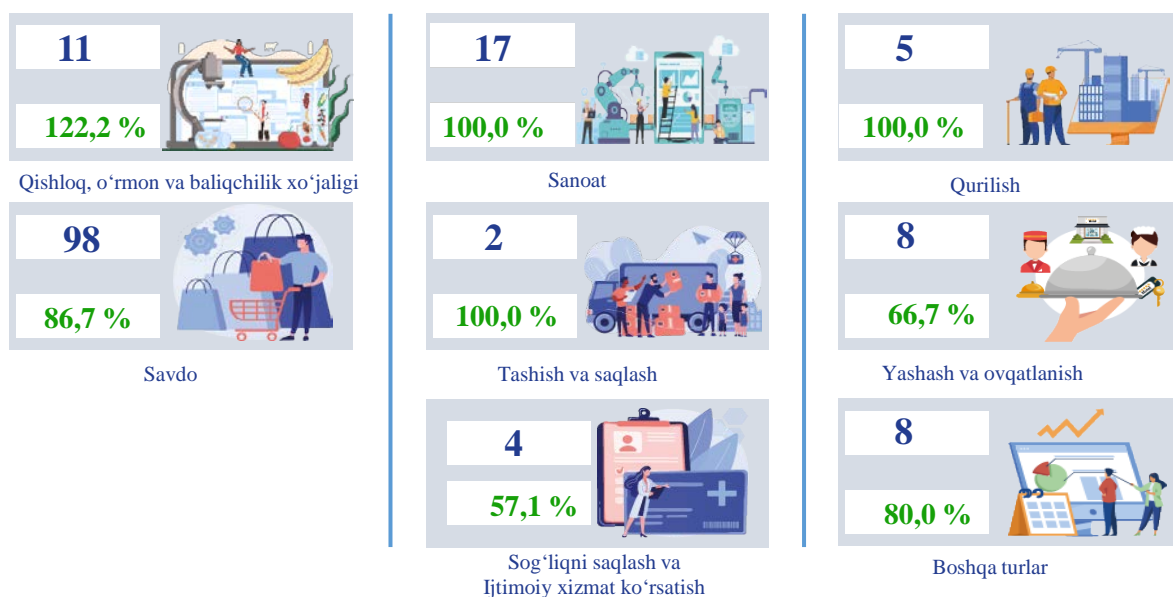 11
122,2 %
Qishloq, o‘rmon va baliqchilik xo‘jaligi
17
100,0 %
Sanoat
5
100,0 %
Qurilish
98
86,7 %
Savdo
2
100,0 %
Tashish va saqlash
8
66,7 %
Yashash va ovqatlanish
4
57,1 %
Sog‘liqni saqlash va
Ijtimoiy xizmat ko‘rsatish
8
80,0 %
Boshqa turlar